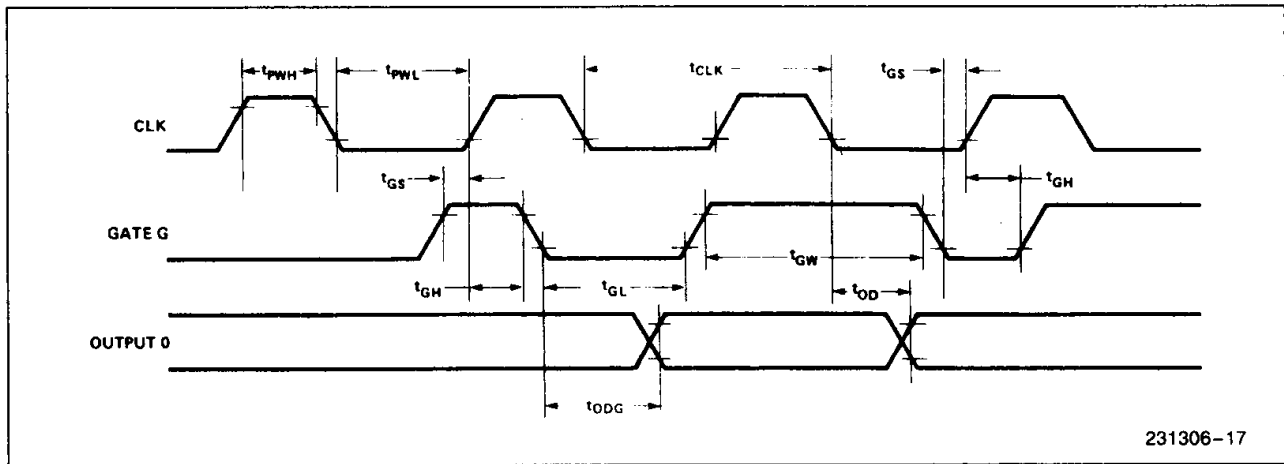 tPWH tPWL tCLK tGS
CLK
tGS tGH
GATE G
tGH tGL tGW tOD
OUTPUT 0
tODG
231306-17